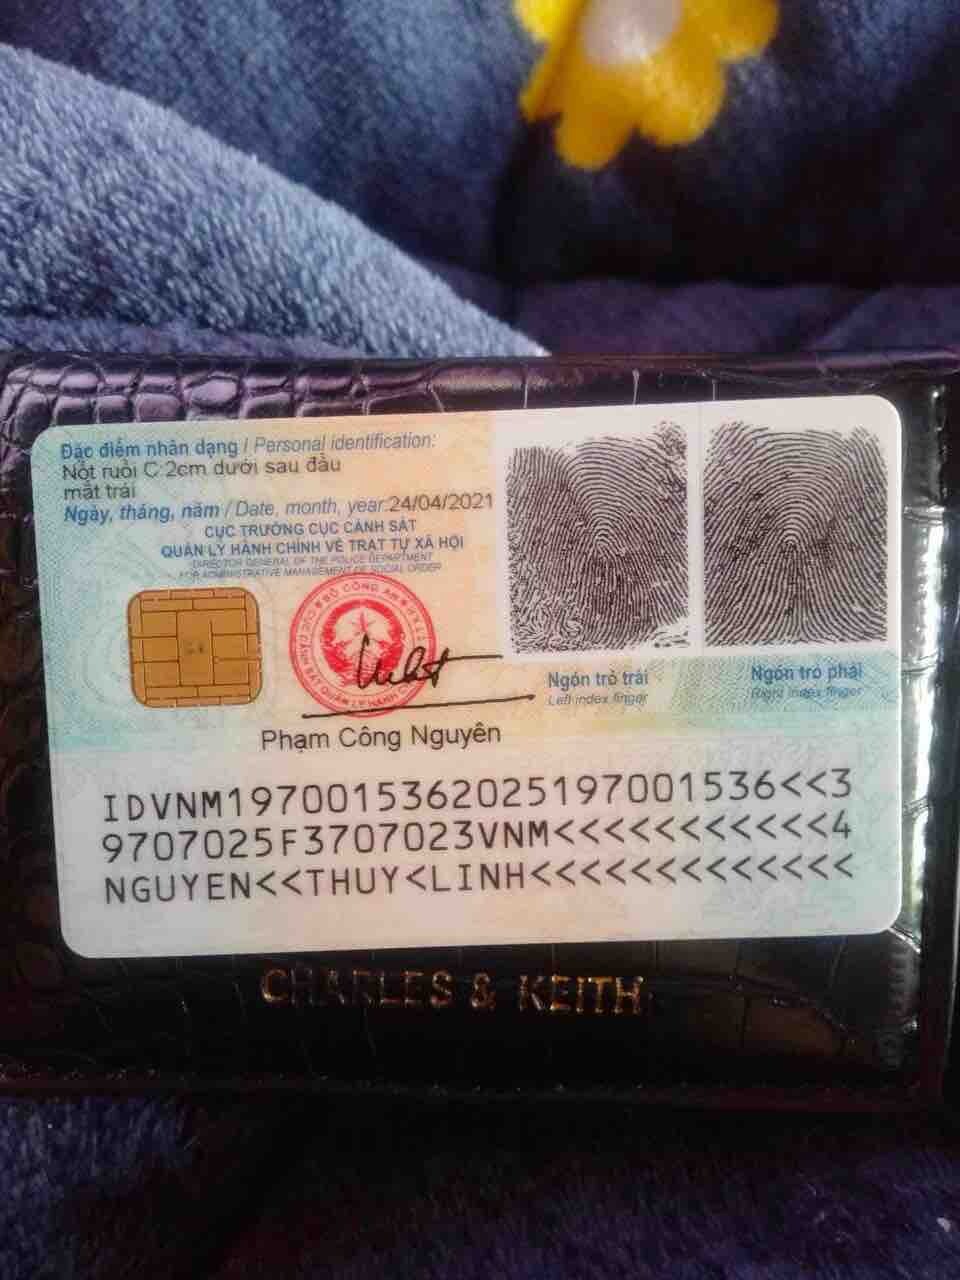 Đặc điểm nhân dạng / Personal identification:
Nốt ruồi C 2cm dưới sau đầu
mắt trái
Ngày, tháng, năm / Date, month, year: 24/04/2021
CỤC TRƯỞNG CỤC CẢNH SÁT
QUẢN LÝ HÀNH CHÍNH VỀ TRẬT TỰ XÃ HỘI
DIRECTOR GENERAL OF THE POLICE DEPARTMENT
FOR ADMINISTRATIVE MANAGEMENT OF SOCIAL ORDER
BỘ CÔNG AN
Phạm Công Nguyên
Ngón trỏ trái
Left index finger
Ngón trỏ phải
Right index finger
IDVNM1970015362025197001536<<3
9707025F3707023VNM<<<<<<<<<<<4
NGUYEN<<THUY<LINH<<<<<<<<<<<<<
CHARLES & KEITH